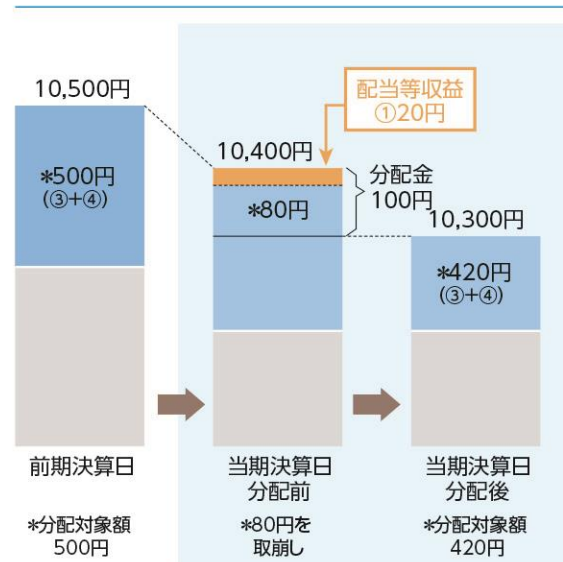 10,500円
*500円
(③+④)
前期決算日
*分配対象額
500円
配当等収益
①20円
10,400円
分配金
100円
*80円
当期決算日
分配前
*80円を
取崩し
10,300円
*420円
(③+④)
当期決算日
分配後
*分配対象額
420円